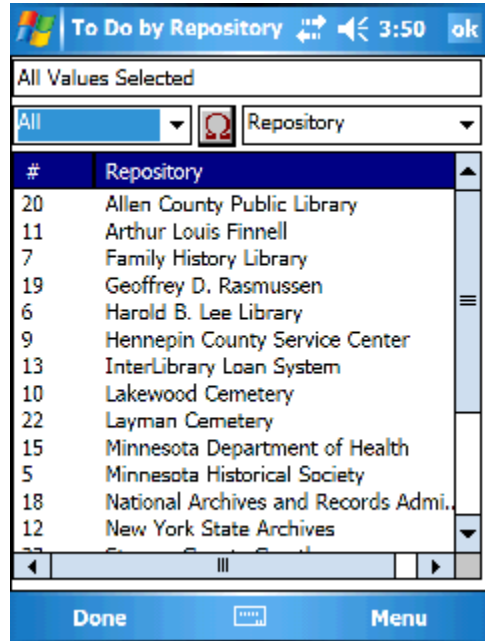 To Do by Repository 3:50 ok
All Values Selected
All Ω Repository
# Repository
20 Allen County Public Library
11 Arthur Louis Finnell
7 Family History Library
19 Geoffrey D. Rasmussen
6 Harold B. Lee Library
9 Hennepin County Service Center
13 InterLibrary Loan System
10 Lakewood Cemetery
22 Layman Cemetery
15 Minnesota Department of Health
5 Minnesota Historical Society
18 National Archives and Records Admi..
12 New York State Archives
Done Menu